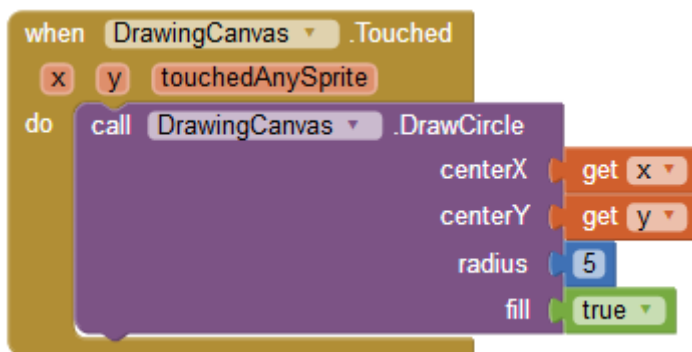 when DrawingCanvas .Touched
x y touchedAnySprite
do call DrawingCanvas .DrawCircle
centerX get x
centerY get y
radius 5
fill true